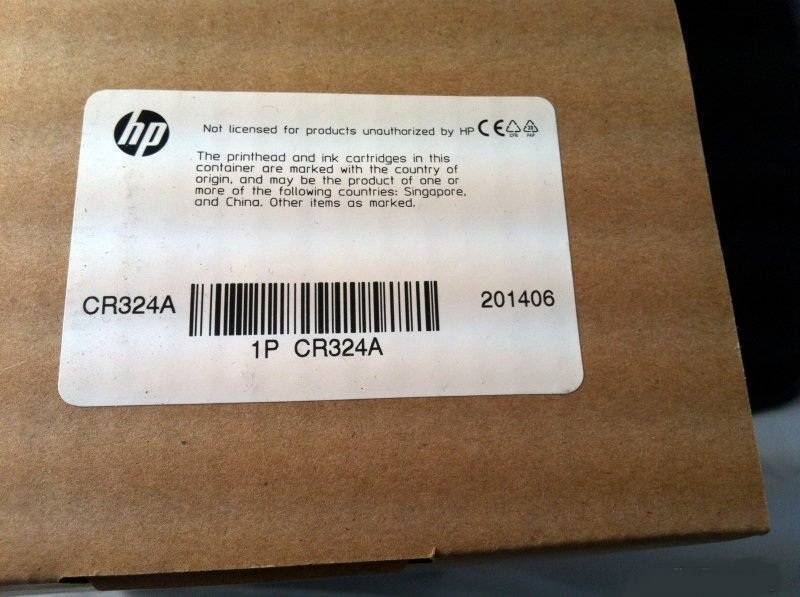 hp
Not licensed for products unauthorized by HP CE
The printhead and ink cartridges in this
container are marked with the country of
origin, and may be the product of one or
more of the following countries: Singapore,
and China. Other items as marked.
CR324A
201406
1P CR324A